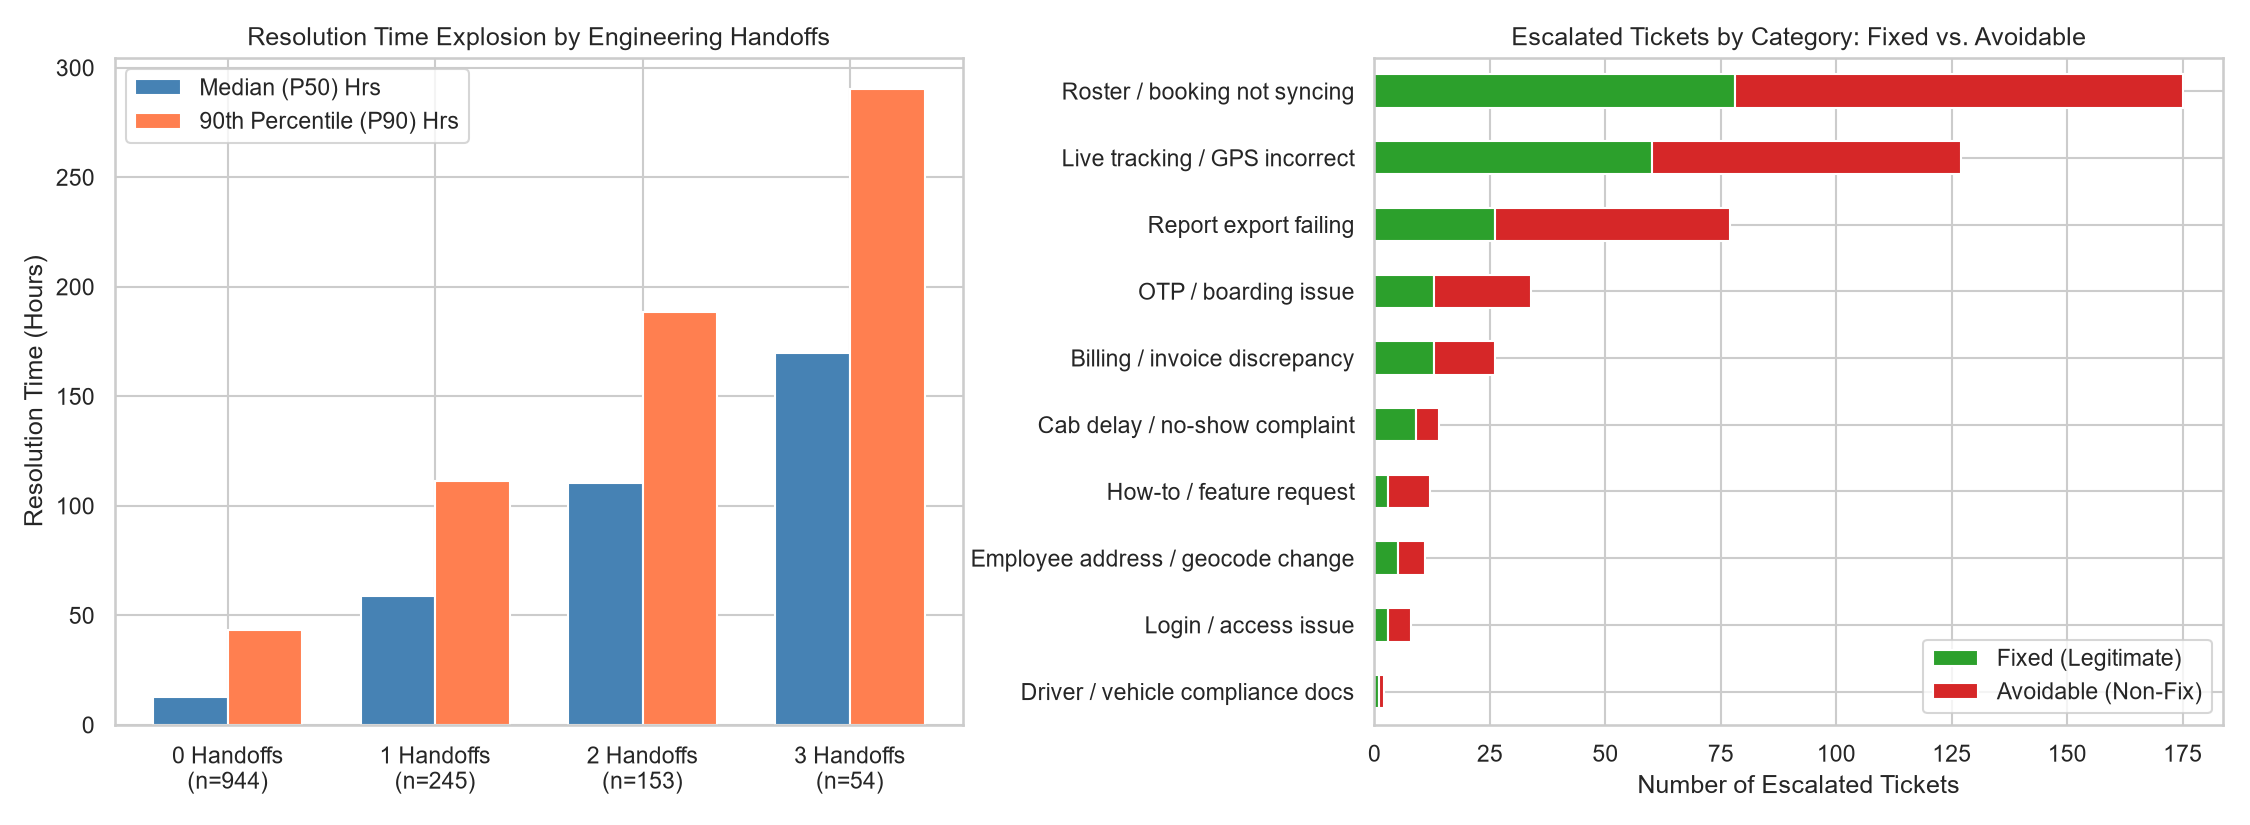 Resolution Time Explosion by Engineering Handoffs
Median (P50) Hrs
90th Percentile (P90) Hrs
Resolution Time (Hours)
300
250
200
150
100
50
0
0 Handoffs
(n=944)
1 Handoffs
(n=245)
2 Handoffs
(n=153)
3 Handoffs
(n=54)
Escalated Tickets by Category: Fixed vs. Avoidable
Roster / booking not syncing
Live tracking / GPS incorrect
Report export failing
OTP / boarding issue
Billing / invoice discrepancy
Cab delay / no-show complaint
How-to / feature request
Employee address / geocode change
Login / access issue
Driver / vehicle compliance docs
Fixed (Legitimate)
Avoidable (Non-Fix)
0 25 50 75 100 125 150 175
Number of Escalated Tickets